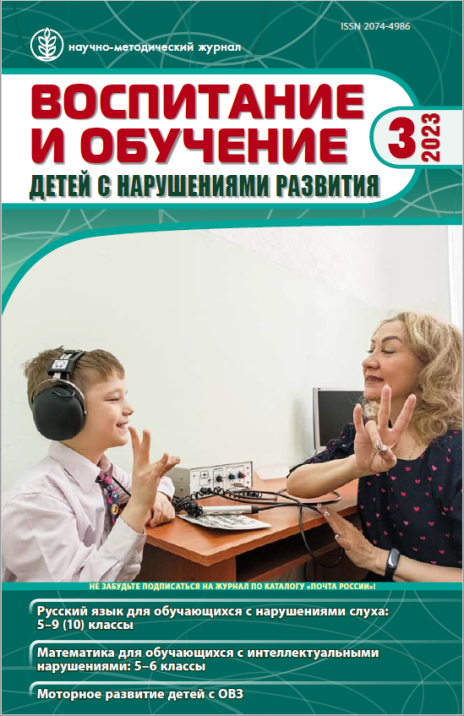 ISSN 2074-4986
научно-методический журнал
ВОСПИТАНИЕ
И ОБУЧЕНИЕ
ДЕТЕЙ С НАРУШЕНИЯМИ РАЗВИТИЯ
3
2023
НЕ ЗАБУДЬТЕ ПОДПИСАТЬСЯ НА ЖУРНАЛ ПО КАТАЛОГУ «ПОЧТА РОССИИ»!
Русский язык для обучающихся с нарушениями слуха:
5–9 (10) классы
Математика для обучающихся с интеллектуальными
нарушениями: 5–6 классы
Моторное развитие детей с ОВЗ